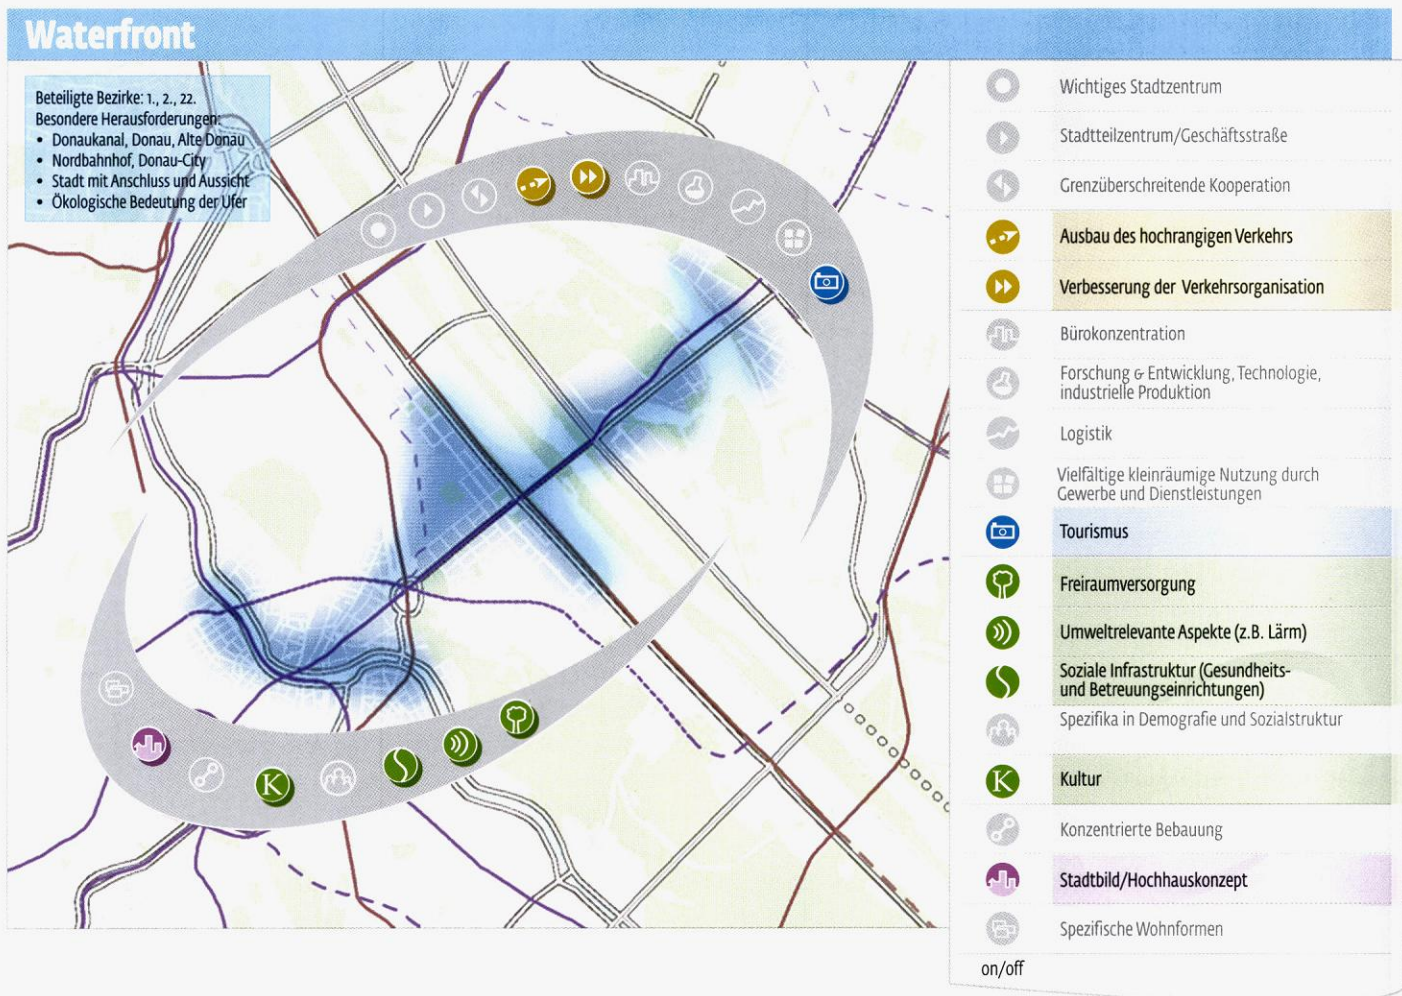 Waterfront
Beteiligte Bezirke: 1., 2., 22.
Besondere Herausforderungen:
• Donaukanal, Donau, Alte Donau
• Nordbahnhof, Donau-City
• Stadt mit Anschluss und Aussicht
• Ökologische Bedeutung der Ufer
K
Wichtiges Stadtzentrum
Stadtteilzentrum/Geschäftsstraße
Grenzüberschreitende Kooperation
Ausbau des hochrangigen Verkehrs
Verbesserung der Verkehrsorganisation
Bürokonzentration
Forschung & Entwicklung, Technologie,
industrielle Produktion
Logistik
Vielfältige kleinräumige Nutzung durch
Gewerbe und Dienstleistungen
Tourismus
Freiraumversorgung
Umweltrelevante Aspekte (z.B. Lärm)
Soziale Infrastruktur (Gesundheits-
und Betreuungseinrichtungen)
Spezifika in Demografie und Sozialstruktur
K Kultur
Konzentrierte Bebauung
Stadtbild/Hochhauskonzept
Spezifische Wohnformen
on/off